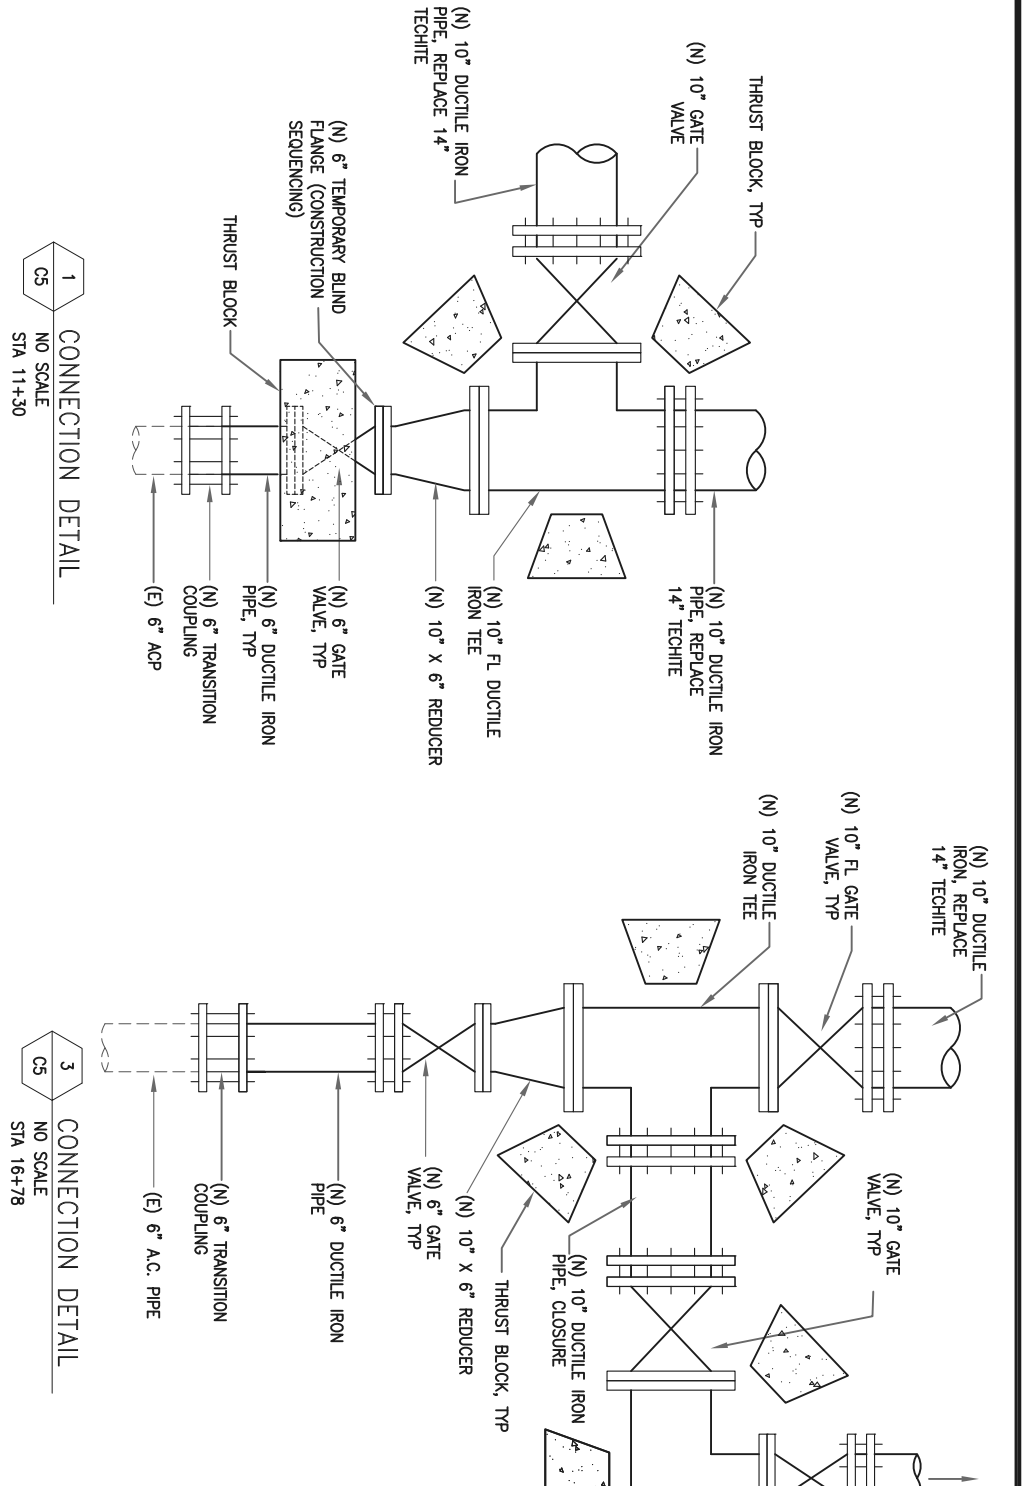 THRUST BLOCK, TYP
(N) 10" GATE
VALVE
(N) 10" DUCTILE IRON
PIPE, REPLACE 14"
TECHITE
(N) 6" TEMPORARY BLIND
FLANGE (CONSTRUCTION
SEQUENCING)
THRUST BLOCK
(N) 10" DUCTILE IRON
PIPE, REPLACE
14" TECHITE
(N) 10" FL DUCTILE
IRON TEE
(N) 10" X 6" REDUCER
(N) 6" GATE
VALVE, TYP
(N) 6" DUCTILE IRON
PIPE, TYP
(N) 6" TRANSITION
COUPLING
(E) 6" ACP
1
C5
CONNECTION DETAIL
NO SCALE
STA 11+30
(N) 10" DUCTILE
IRON, REPLACE
14" TECHITE
(N) 10" FL GATE
VALVE, TYP
(N) 10" DUCTILE
IRON TEE
(N) 10" GATE
VALVE, TYP
(N) 10" DUCTILE IRON
PIPE, CLOSURE
THRUST BLOCK, TYP
(N) 10" X 6" REDUCER
(N) 6" GATE
VALVE, TYP
(N) 6" DUCTILE IRON
PIPE
(N) 6" TRANSITION
COUPLING
(E) 6" A.C. PIPE
3
C5
CONNECTION DETAIL
NO SCALE
STA 16+78